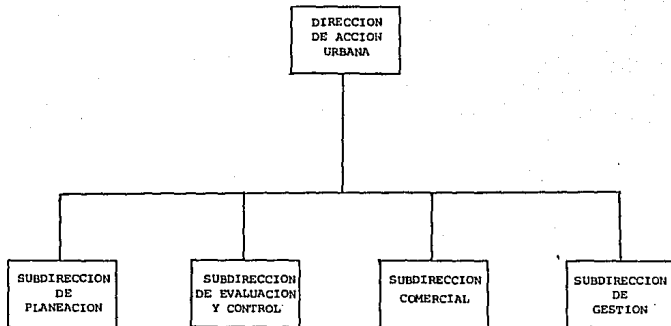 DIRECCION
DE ACCION
URBANA
SUBDIRECCION
DE
PLANEACION
SUBDIRECCION
DE EVALUACION
Y CONTROL
SUBDIRECCION
COMERCIAL
SUBDIRECCION
DE
GESTION